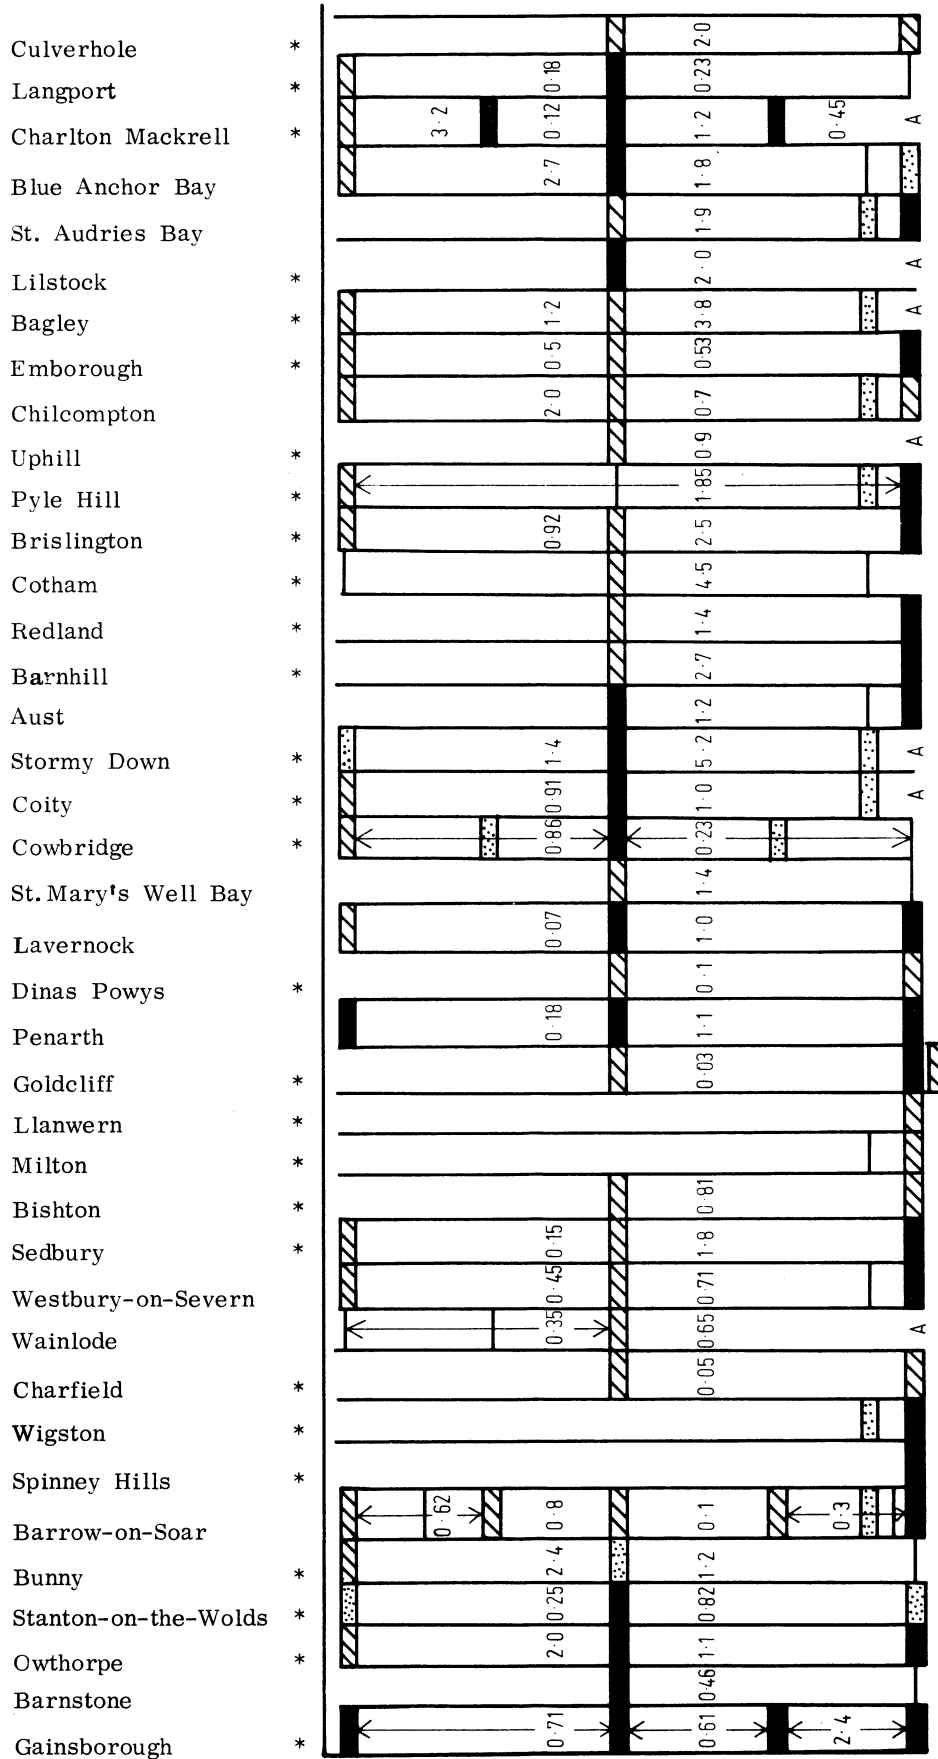 Culverhole * 2·0
Langport * 0·18 0·23
Charlton Mackrell * 3·2 0·12 1·2 0·45 A
Blue Anchor Bay 2·7 1·8
St. Audries Bay 1·9
Lilstock * 2·0 A
Bagley * 1·2 3·8 A
Emborough * 0·5 0·53
Chilcompton 2·0 0·7
Uphill * 0·9 A
Pyle Hill * 1·85
Brislington * 0·92 2·5
Cotham * 4·5
Redland * 1·4
Barnhill * 2·7
Aust 1·2
Stormy Down * 1·4 5·2 A
Coity * 0·91 1·0 A
Cowbridge * 0·86 0·23
St. Mary's Well Bay 1·4
Lavernock 0·07 1·0
Dinas Powys * 0·1
Penarth 0·18 1·1
Goldcliff * 0·03
Llanwern *
Milton *
Bishton * 0·81
Sedbury * 0·15 1·8
Westbury-on-Severn 0·45 0·71
Wainlode 0·35 0·65 A
Charfield * 0·05
Wigston *
Spinney Hills *
Barrow-on-Soar 0·62 0·8 0·1 0·3
Bunny * 2·4 1·2
Stanton-on-the-Wolds * 0·25 0·82
Owthorpe * 2·0 1·1
Barnstone 0·46
Gainsborough * 0·71 0·61 2·4